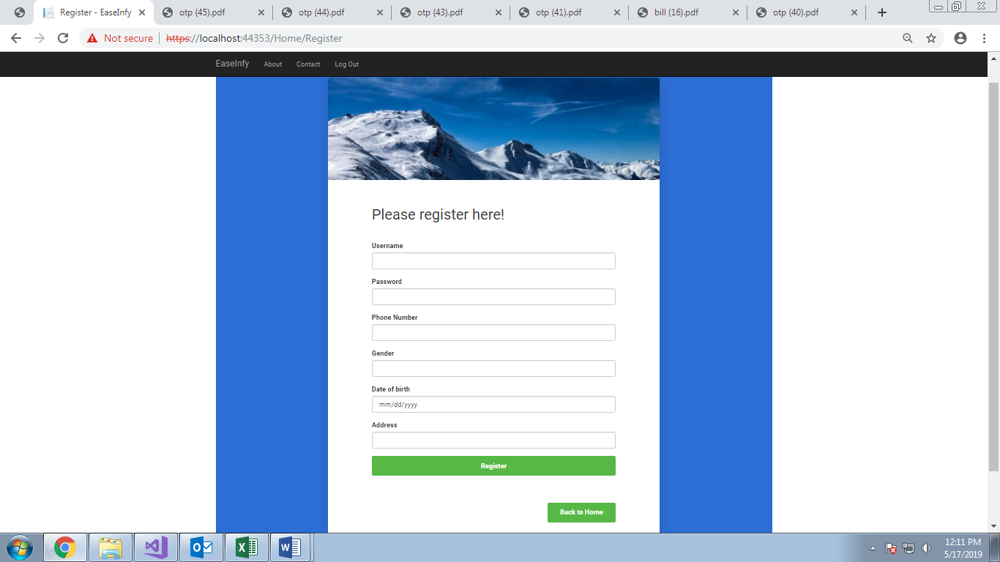 Register - EaseInfy
otp (45).pdf
otp (44).pdf
otp (43).pdf
otp (41).pdf
bill (16).pdf
otp (40).pdf
Not secure
https://localhost:44353/Home/Register
EaseInfy About Contact Log Out
Please register here!
Username
Password
Phone Number
Gender
Date of birth
mm/dd/yyyy
Address
Register
Back to Home
12:11 PM
5/17/2019